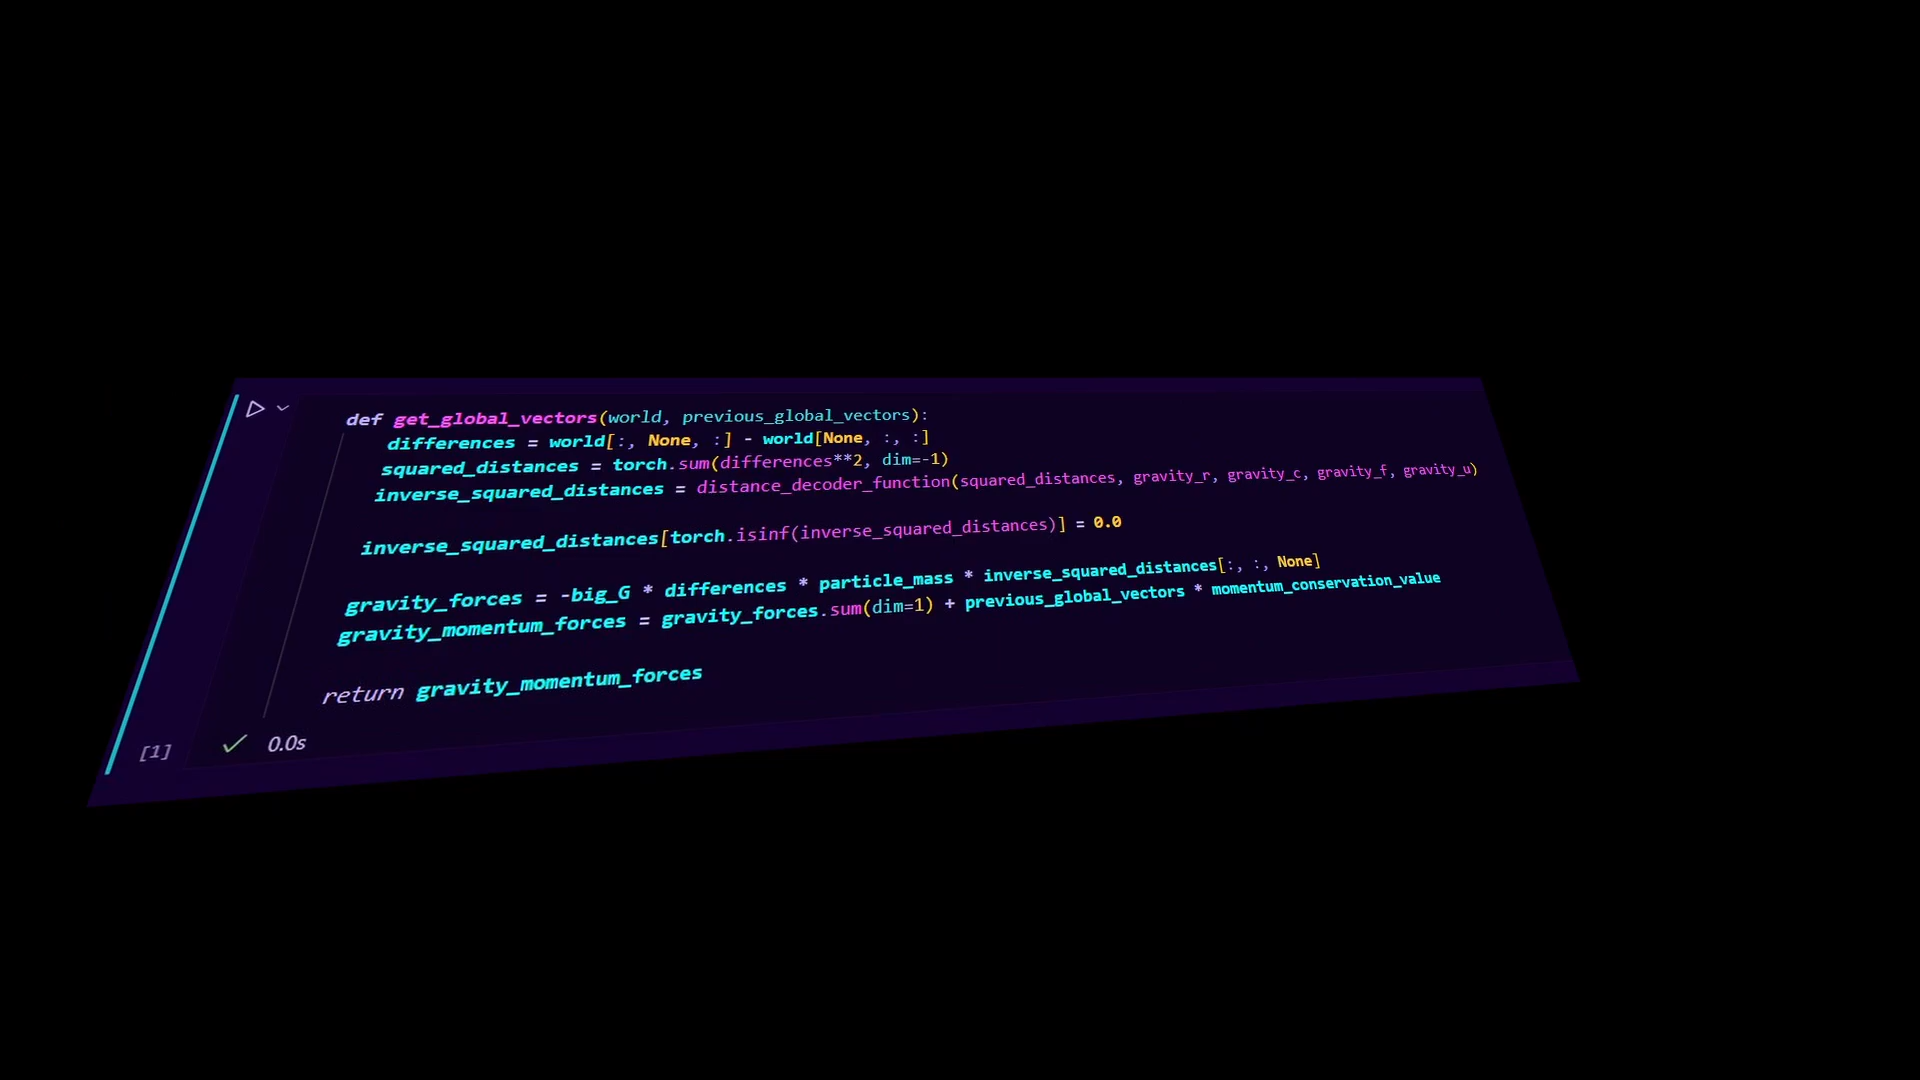 def get_global_vectors(world, previous_global_vectors):
differences = world[:, None, :] - world[None, :, :]
squared_distances = torch.sum(differences**2, dim=-1)
inverse_squared_distances = distance_decoder_function(squared_distances, gravity_r, gravity_c, gravity_f, gravity_u)
inverse_squared_distances[torch.isinf(inverse_squared_distances)] = 0.0
gravity_forces = -big_G * differences * particle_mass * inverse_squared_distances[:, :, None]
gravity_momentum_forces = gravity_forces.sum(dim=1) + previous_global_vectors * momentum_conservation_value
return gravity_momentum_forces
[1] ✓ 0.0s